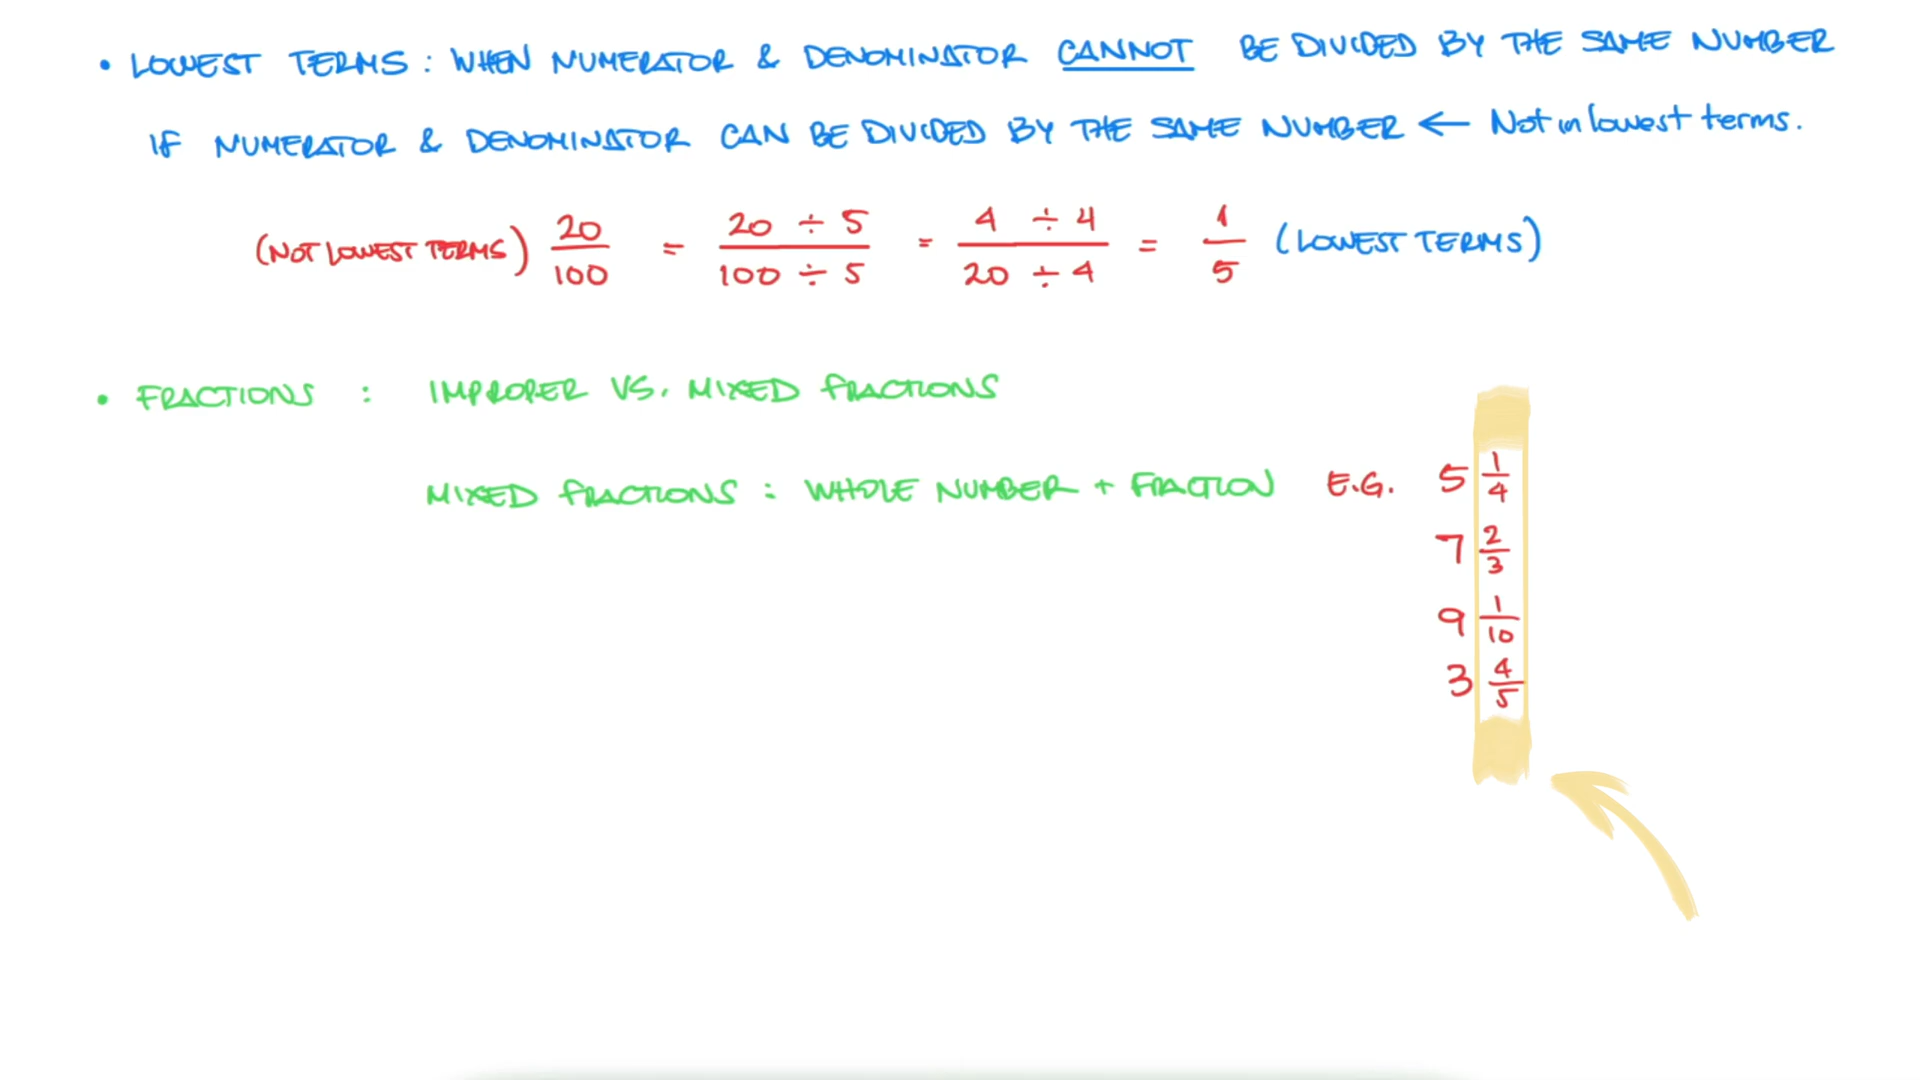 • LOWEST TERMS : WHEN NUMERATOR & DENOMINATOR CANNOT BE DIVIDED BY THE SAME NUMBER
IF NUMERATOR & DENOMINATOR CAN BE DIVIDED BY THE SAME NUMBER ← Not in lowest terms.
(NOT LOWEST TERMS) 20/100 = 20 ÷ 5/100 ÷ 5 = 4 ÷ 4/20 ÷ 4 = 1/5 (LOWEST TERMS)
• FRACTIONS : IMPROPER VS. MIXED FRACTIONS
MIXED FRACTIONS : WHOLE NUMBER + FRACTION E.G. 5 1/4
7 2/3
9 1/10
3 4/5